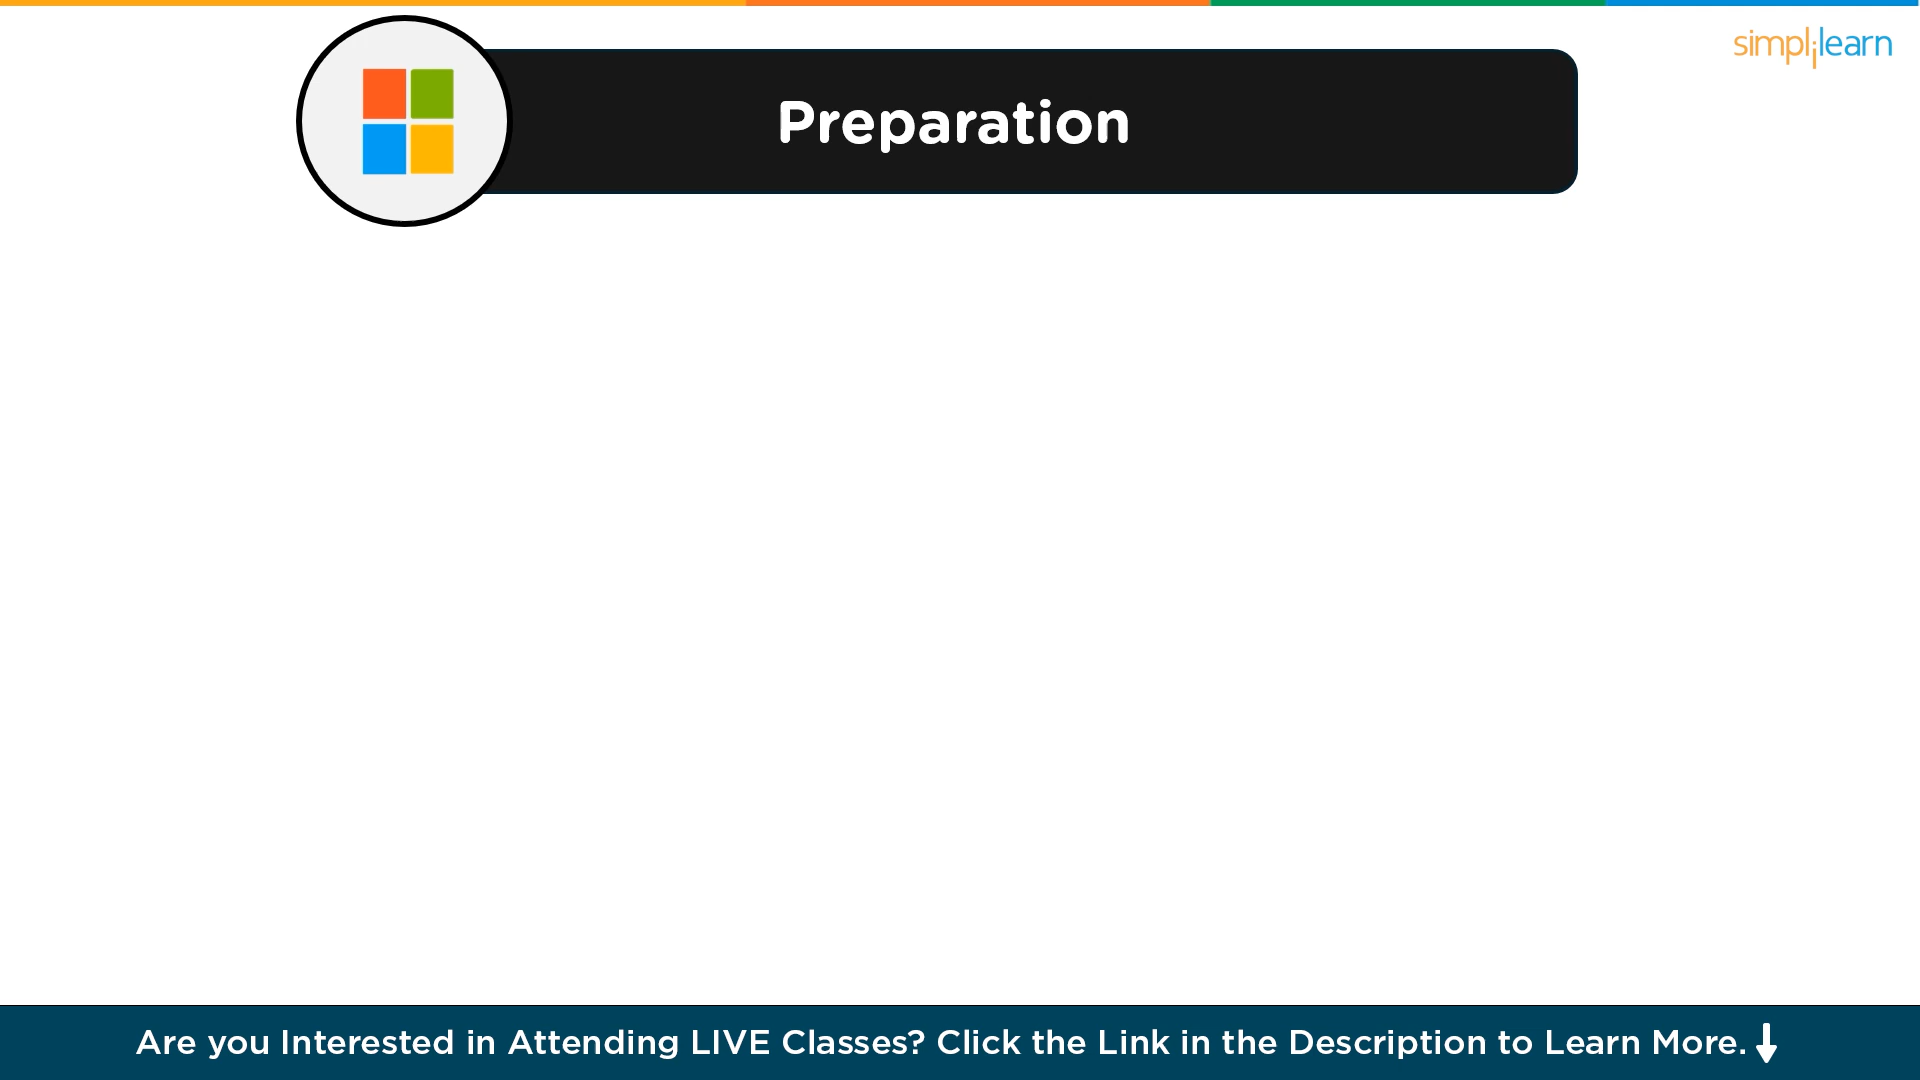 simplilearn
Preparation
Are you Interested in Attending LIVE Classes? Click the Link in the Description to Learn More.